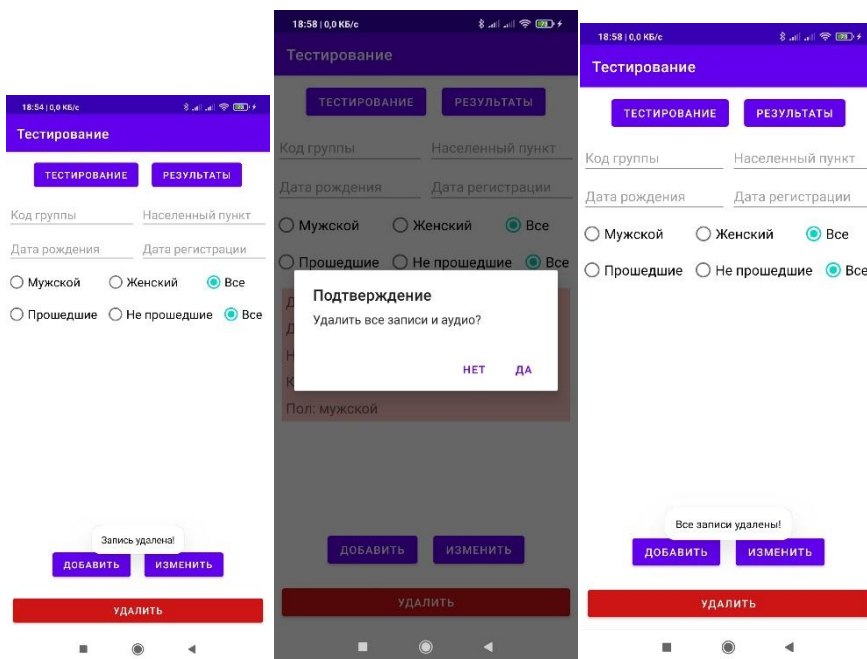 18:54 | 0,0 КБ/с
Тестирование
ТЕСТИРОВАНИЕ РЕЗУЛЬТАТЫ
Код группы Населенный пункт
Дата рождения Дата регистрации
Мужской Женский Все
Прошедшие Не прошедшие Все
Запись удалена!
ДОБАВИТЬ ИЗМЕНИТЬ
УДАЛИТЬ
18:58 | 0,0 КБ/с
Тестирование
ТЕСТИРОВАНИЕ РЕЗУЛЬТАТЫ
Код группы Населенный пункт
Дата рождения Дата регистрации
Мужской Женский Все
Прошедшие Не прошедшие Все
Подтверждение
Удалить все записи и аудио?
НЕТ ДА
Пол: мужской
ДОБАВИТЬ ИЗМЕНИТЬ
УДАЛИТЬ
18:58 | 0,0 КБ/с
Тестирование
ТЕСТИРОВАНИЕ РЕЗУЛЬТАТЫ
Код группы Населенный пункт
Дата рождения Дата регистрации
Мужской Женский Все
Прошедшие Не прошедшие Все
Все записи удалены!
ДОБАВИТЬ ИЗМЕНИТЬ
УДАЛИТЬ